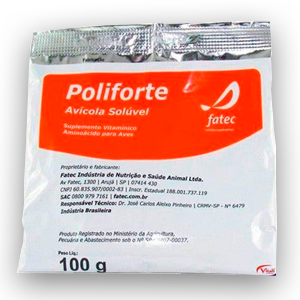 Poliforte
Avícola Solúvel
Suplemento Vitamínico
Aminoácido para Aves
fatec
Proprietário e fabricante:
Fatec Indústria de Nutrição e Saúde Animal Ltda.
Av Fatec, 1300 | Arujá | SP | 07414 430
CNPJ 60.835.907/0002-83 | Inscr. Estadual 188.001.737.119
SAC 0800 979 7161 | fatec.com.br
Responsável Técnico: Dr. José Carlos Aleixo Pinheiro | CRMV-SP - Nº 6479
Indústria Brasileira
Produto Registrado no Ministério da Agricultura,
Pecuária e Abastecimento sob o Nº
Peso Líq:
100 g